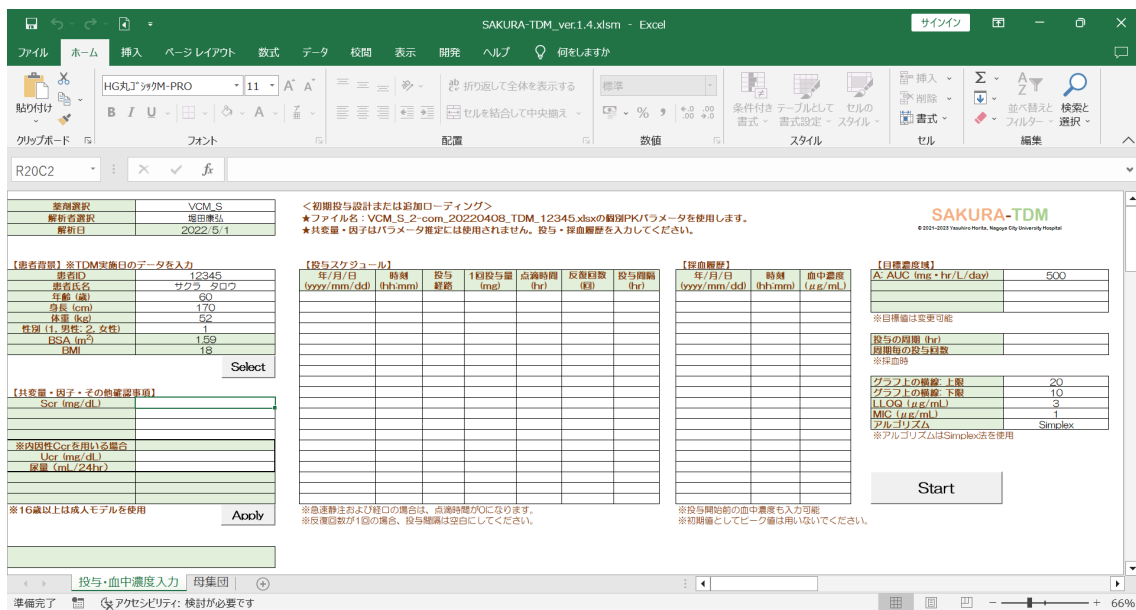 SAKURA-TDM_ver.1.4.xlsm - Excel
サインイン
ファイル ホーム 挿入 ページ レイアウト 数式 データ 校閲 表示 開発 ヘルプ 何をしますか
貼り付け
HG丸ゴシックM-PRO 11
B I U
折り返して全体を表示する
セルを結合して中央揃え
標準
条件付き書式 テーブルとして書式設定 セルのスタイル
挿入
削除
書式
並べ替えとフィルター 検索と選択
クリップボード フォント 配置 数値 スタイル セル 編集
R20C2 fx
薬剤選択 VCM_S
解析者選択 堀田康弘
解析日 2022/5/1
<初期投与設計または追加ローディング>
★ファイル名:VCM_S_2-com_20220408_TDM_12345.xlsxの個別PKパラメータを使用します。
★共変量・因子はパラメータ推定には使用されません。投与・採血履歴を入力してください。
SAKURA-TDM
© 2021-2023 Yasuhiro Horita, Nagoya City University Hospital
【患者背景】※TDM実施日のデータを入力
患者ID 12345
患者氏名 サクラ タロウ
年齢 (歳) 60
身長 (cm) 170
体重 (kg) 52
性別 (1, 男性; 2, 女性) 1
BSA (m²) 1.59
BMI 18
Select
【共変量・因子・その他確認事項】
Scr (mg/dL)
※内因性Ccrを用いる場合
Ucr (mg/dL)
尿量 (mL/24hr)
※16歳以上は成人モデルを使用
Apply
【投与スケジュール】
年/月/日 (yyyy/mm/dd) 時刻 (hh:mm) 投与経路 1回投与量 (mg) 点滴時間 (hr) 反復回数 (回) 投与間隔 (hr)
※急速静注および経口の場合は、点滴時間が0になります。
※反復回数が1回の場合、投与間隔は空白にしてください。
【採血履歴】
年/月/日 (yyyy/mm/dd) 時刻 (hh:mm) 血中濃度 (μg/mL)
※投与開始前の血中濃度も入力可能
※初期値としてピーク値は用いないでください。
【目標濃度域】
A: AUC (mg・hr/L/day) 500
※目標値は変更可能
投与の周期 (hr)
周期毎の投与回数
※採血時
グラフ上の横線: 上限 20
グラフ上の横線: 下限 10
LLOQ (μg/mL) 3
MIC (μg/mL) 1
アルゴリズム Simplex
※アルゴリズムはSimplex法を使用
Start
投与・血中濃度入力 母集団
準備完了 アクセシビリティ: 検討が必要です 66%